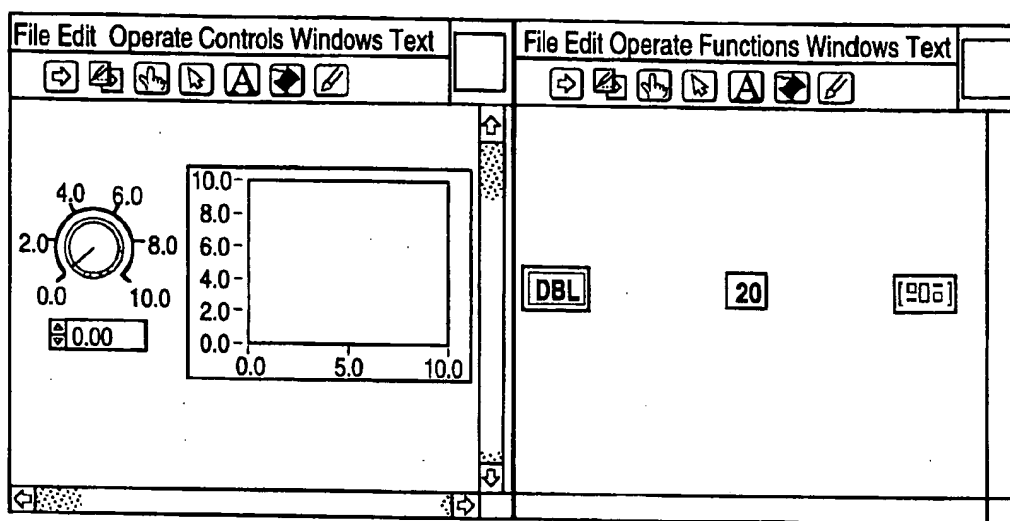 File Edit Operate Controls Windows Text
A
4.0 6.0
2.0 8.0
0.0 10.0
0.00
10.0
8.0
6.0
4.0
2.0
0.0
0.0 5.0 10.0
File Edit Operate Functions Windows Text
A
DBL
20